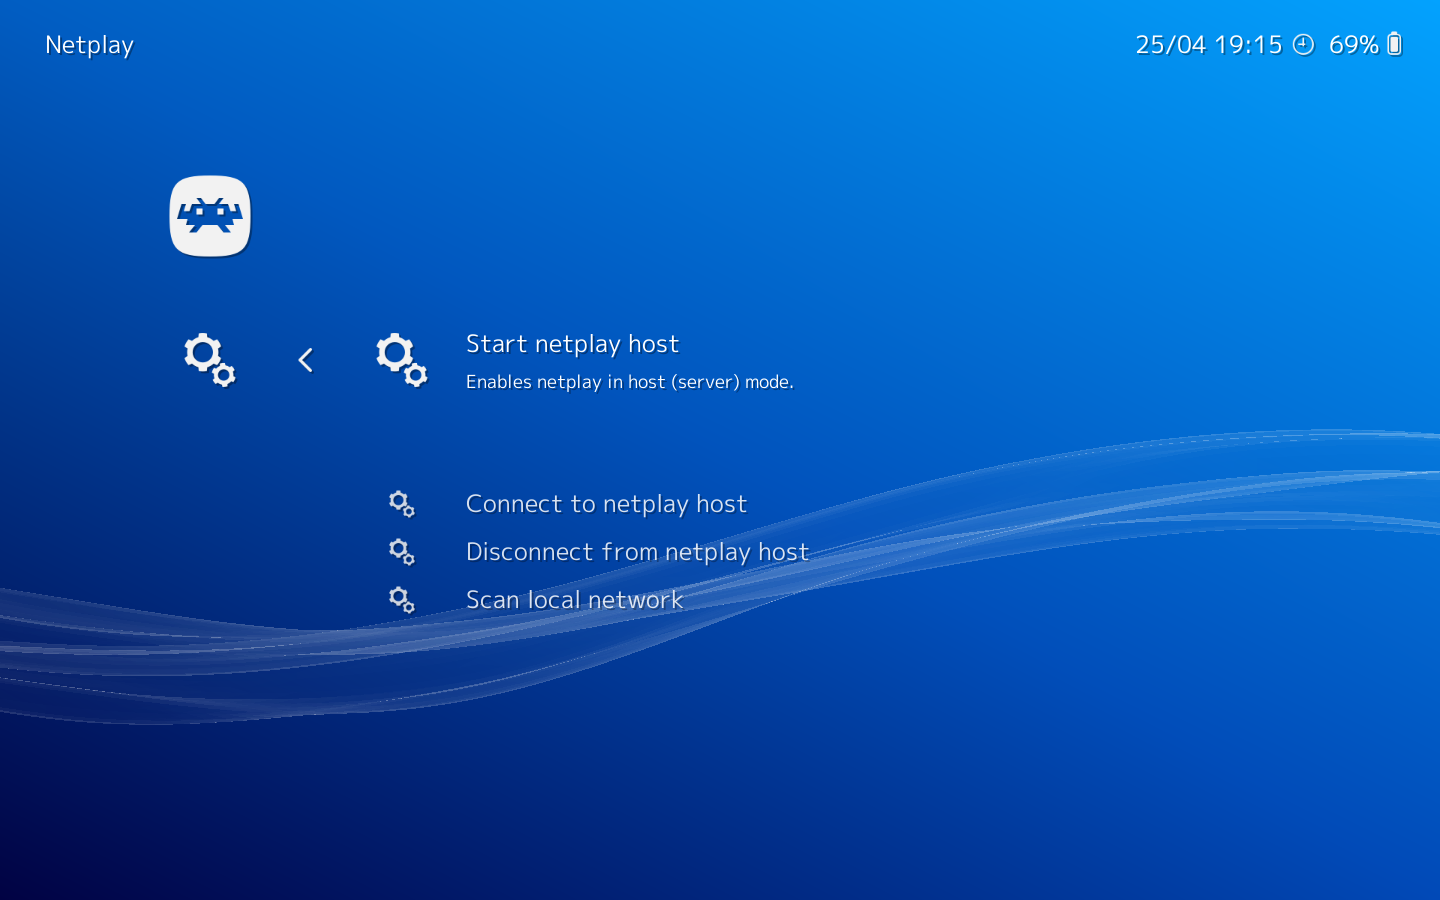 Netplay
25/04 19:15 69%
Start netplay host
Enables netplay in host (server) mode.
Connect to netplay host
Disconnect from netplay host
Scan local network